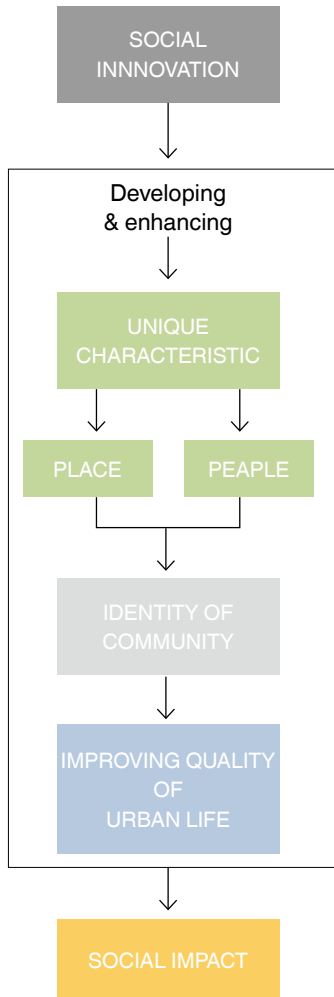 SOCIAL
INNNOVATION
Developing
& enhancing
UNIQUE
CHARACTERISTIC
PLACE
PEAPLE
IDENTITY OF
COMMUNITY
IMPROVING QUALITY
OF
URBAN LIFE
SOCIAL IMPACT